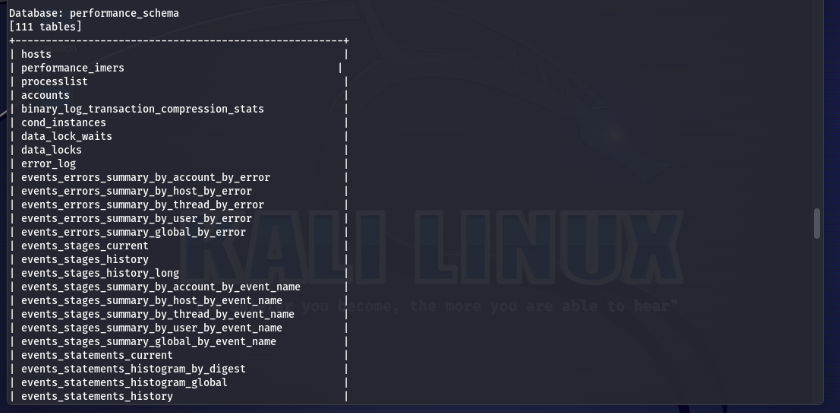 Database: performance_schema
[111 tables]
+------------------------------------------------------+
| hosts |
| performance_imers |
| processlist |
| accounts |
| binary_log_transaction_compression_stats |
| cond_instances |
| data_lock_waits |
| data_locks |
| error_log |
| events_errors_summary_by_account_by_error |
| events_errors_summary_by_host_by_error |
| events_errors_summary_by_thread_by_error |
| events_errors_summary_by_user_by_error |
| events_errors_summary_global_by_error |
| events_stages_current |
| events_stages_history |
| events_stages_history_long |
| events_stages_summary_by_account_by_event_name |
| events_stages_summary_by_host_by_event_name |
| events_stages_summary_by_thread_by_event_name |
| events_stages_summary_by_user_by_event_name |
| events_stages_summary_global_by_event_name |
| events_statements_current |
| events_statements_histogram_by_digest |
| events_statements_histogram_global |
| events_statements_history |
KALI LINUX
you become, the more you are able to hear"